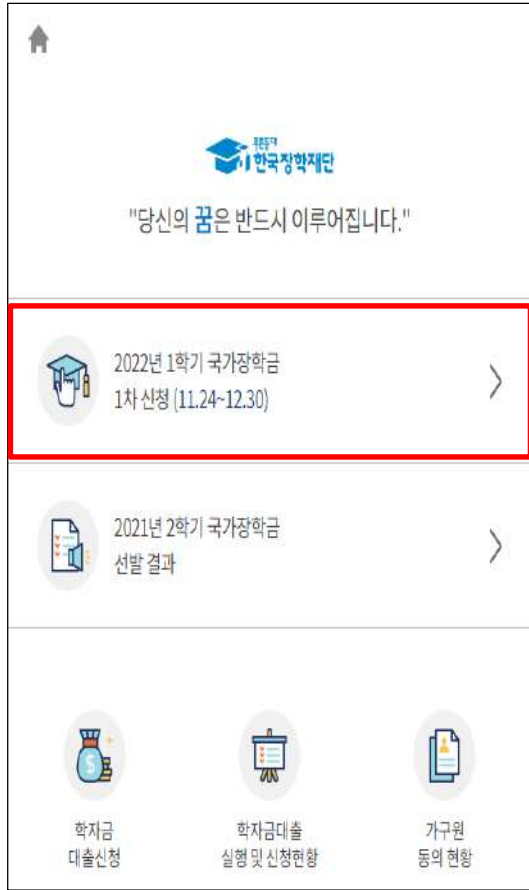 푸른등대
한국장학재단
"당신의 꿈은 반드시 이루어집니다."
2022년 1학기 국가장학금
1차 신청 (11.24~12.30)
2021년 2학기 국가장학금
선발 결과
학자금
대출신청
학자금대출
실행 및 신청현황
가구원
동의 현황